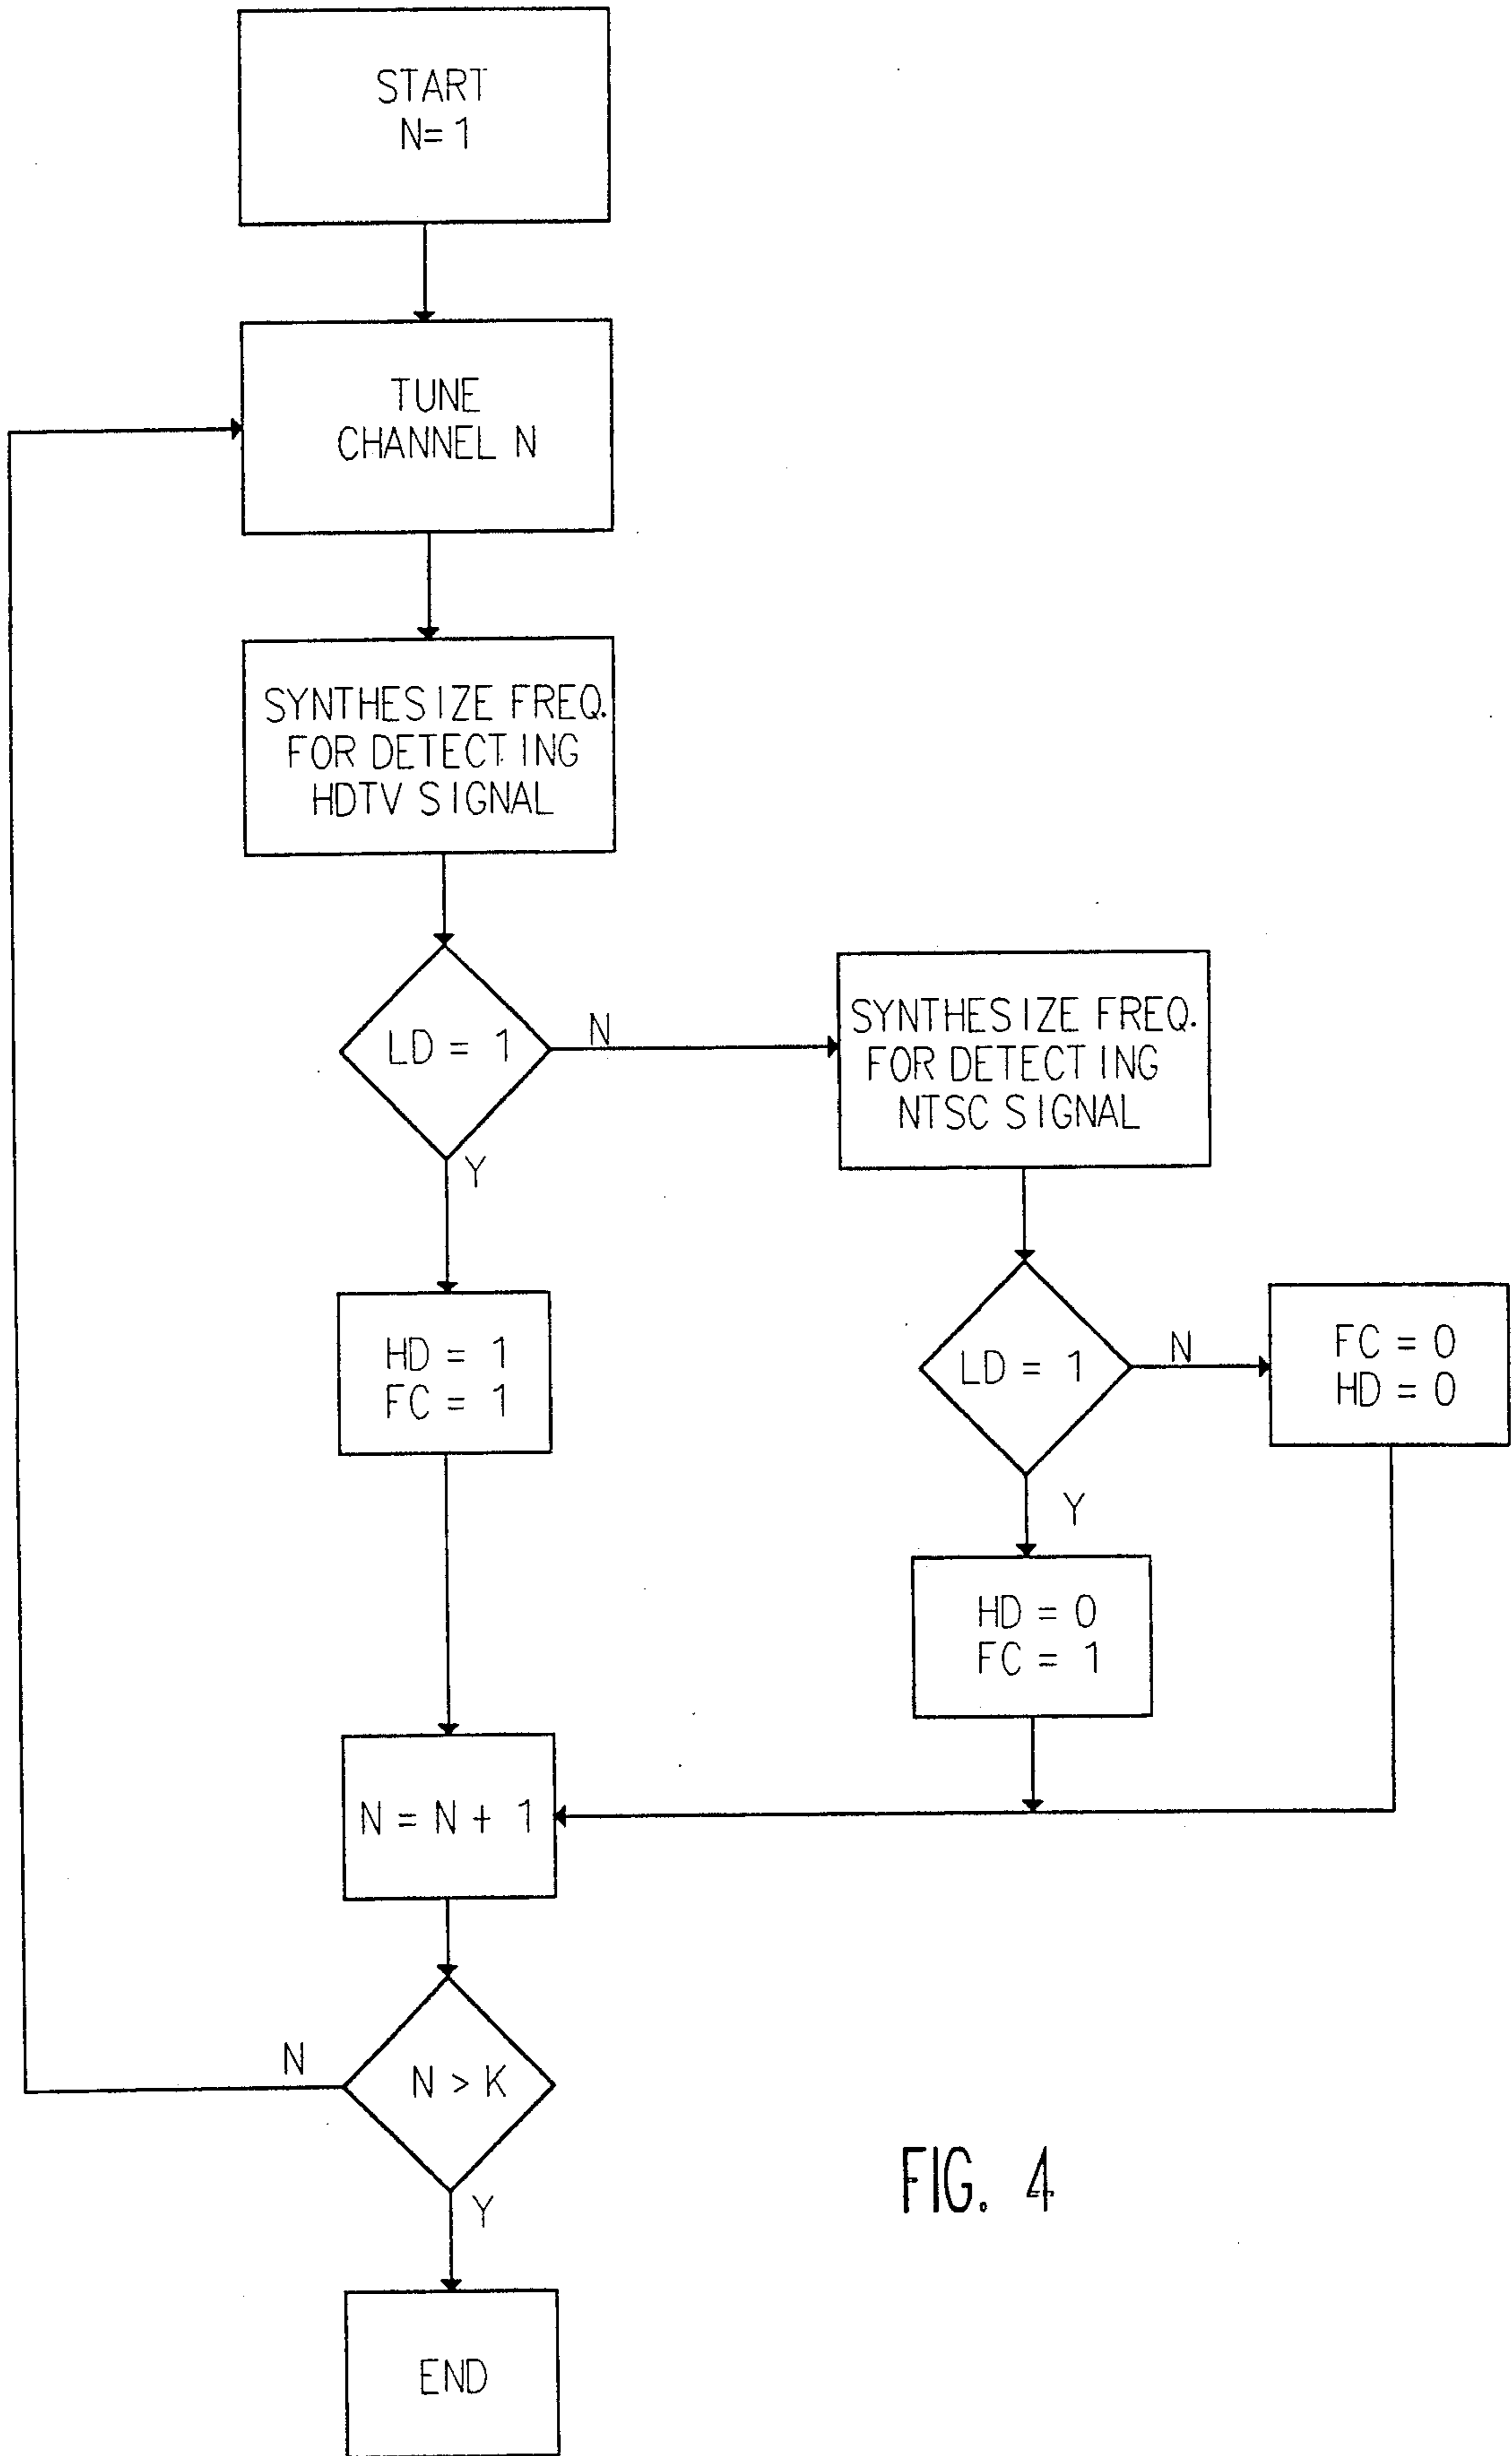 START
N= 1
TUNE
CHANNEL N
SYNTHESIZE FREQ.
FOR DETECTING
HDTV SIGNAL
LD = 1
N
Y
SYNTHESIZE FREQ.
FOR DETECTING
NTSC SIGNAL
LD = 1
N
Y
FC = 0
HD = 0
HD = 1
FC = 1
HD = 0
FC = 1
N = N + 1
N > K
N
Y
END
FIG. 4